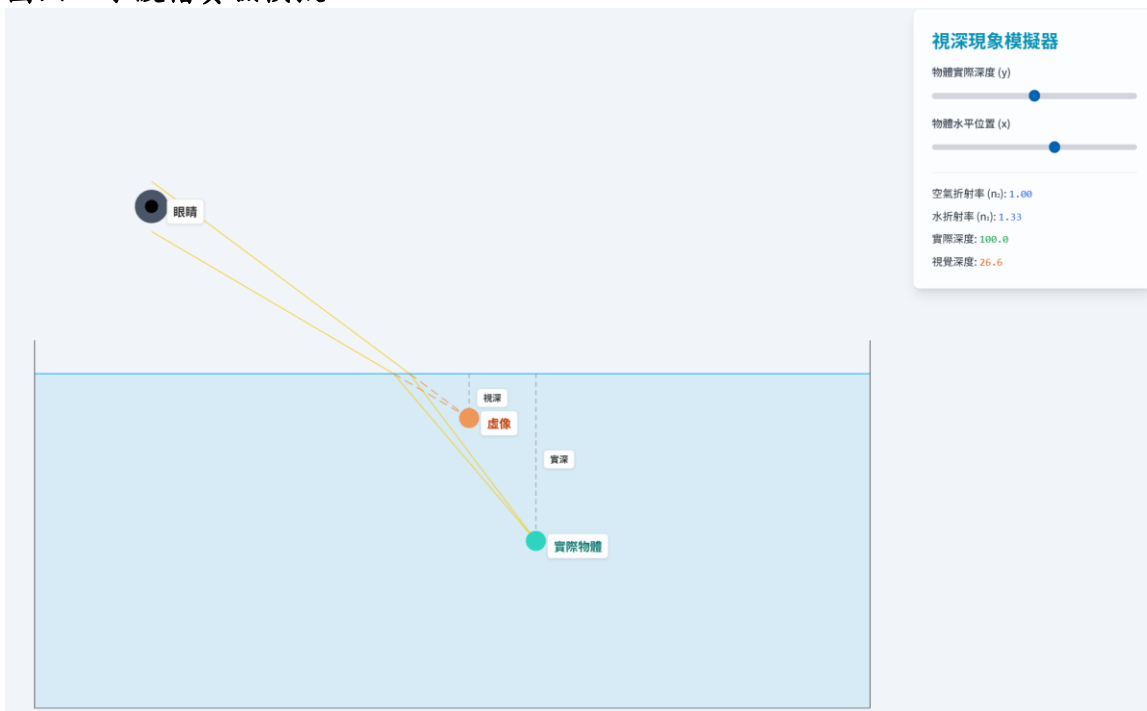 視深現象模擬器
物體實際深度 (y)
物體水平位置 (x)
空氣折射率 (n₂): 1.00
水折射率 (n₁): 1.33
實際深度: 100.0
視覺深度: 26.6
眼睛
視深
虛像
實深
實際物體